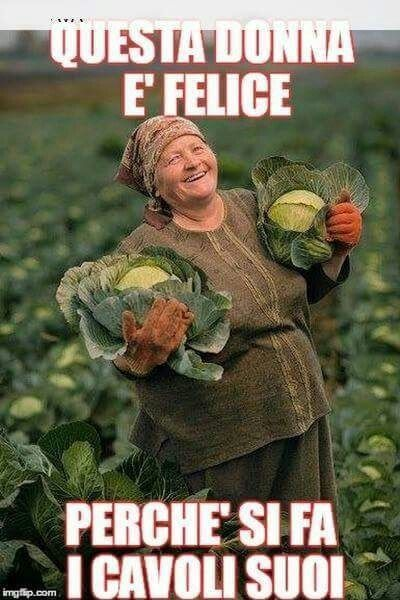 QUESTA DONNA
E' FELICE
PERCHE' SI FA
I CAVOLI SUOI
imgflip.com